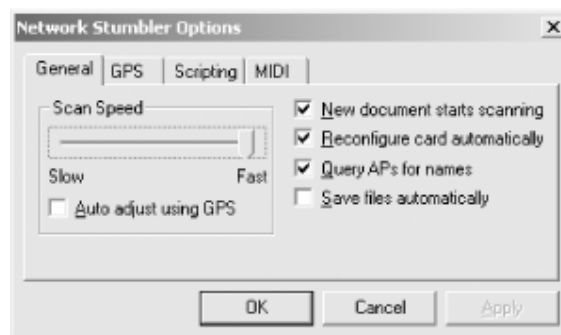 Network Stumbler Options
General GPS Scripting MIDI
Scan Speed
Slow Fast
Auto adjust using GPS
New document starts scanning
Reconfigure card automatically
Query APs for names
Save files automatically
OK Cancel Apply